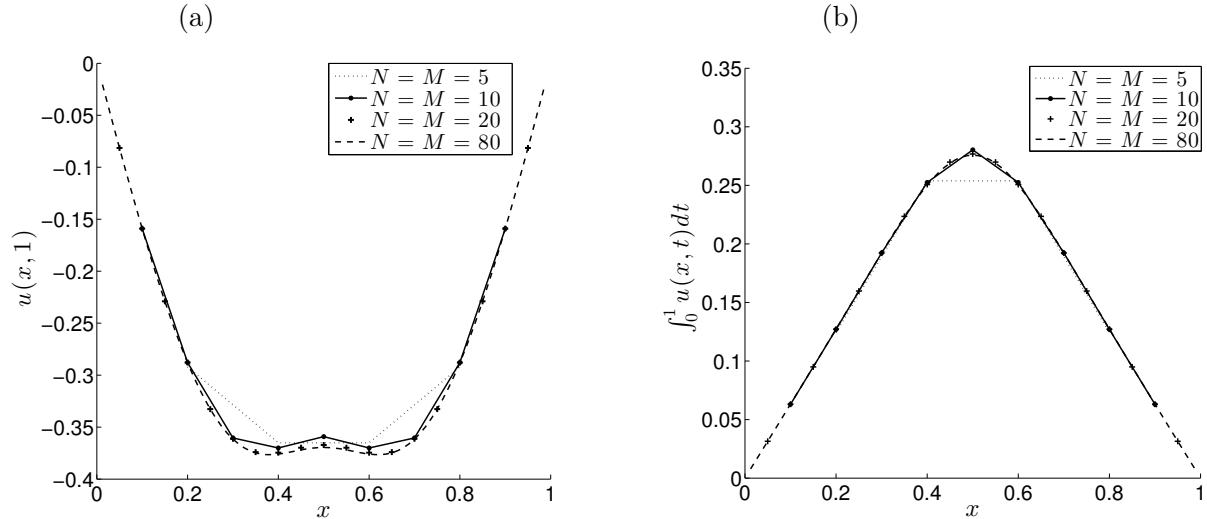 (a)
0
−0.05
−0.1
−0.15
−0.2
−0.25
−0.3
−0.35
−0.4
u(x, 1)
0 0.2 0.4 0.6 0.8 1
x
N = M = 5
N = M = 10
N = M = 20
N = M = 80
(b)
0.35
0.3
0.25
0.2
0.15
0.1
0.05
0
∫₀¹ u(x, t)dt
0 0.2 0.4 0.6 0.8 1
x
N = M = 5
N = M = 10
N = M = 20
N = M = 80